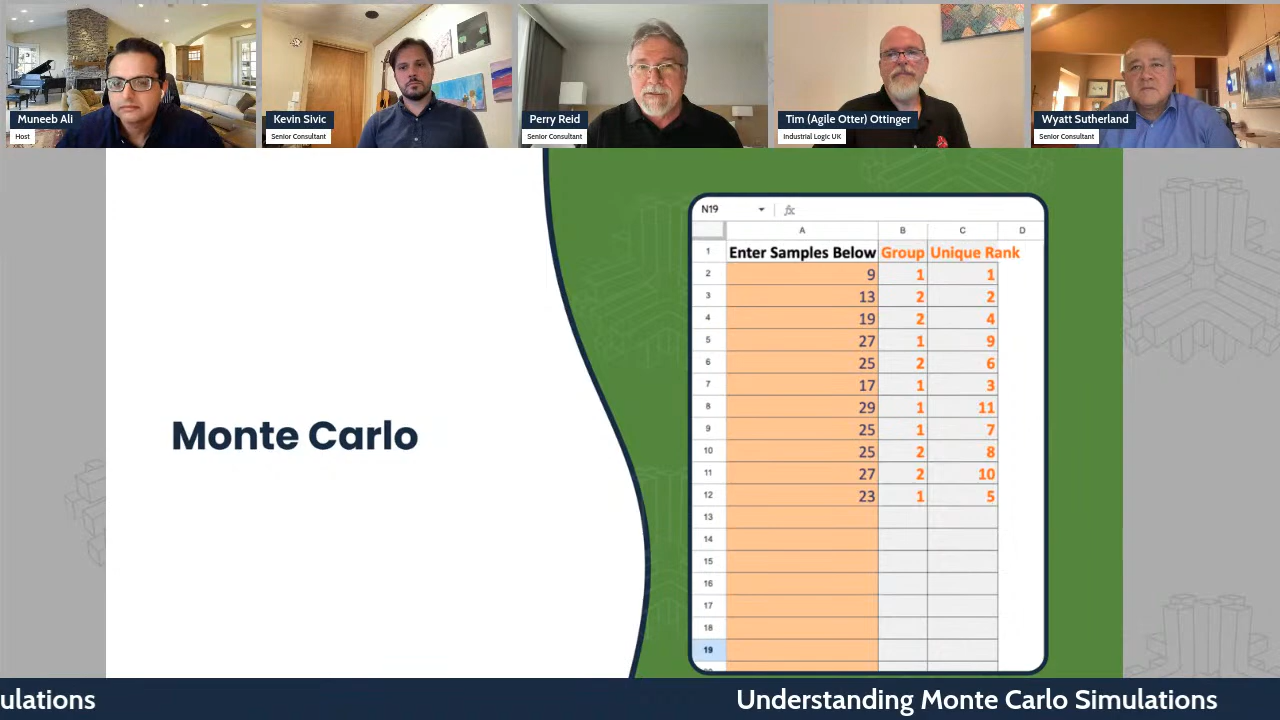 Muneeb Ali
Host
Kevin Sivic
Senior Consultant
Perry Reid
Senior Consultant
Tim (Agile Otter) Ottinger
Industrial Logic UK
Wyatt Sutherland
Senior Consultant
Monte Carlo
N19 fx
A B C D
1 Enter Samples Below Group Unique Rank
2 9 1 1
3 13 2 2
4 19 2 4
5 27 1 9
6 25 2 6
7 17 1 3
8 29 1 11
9 25 1 7
10 25 2 8
11 27 2 10
12 23 1 5
13
14
15
16
17
18
19
ulations
Understanding Monte Carlo Simulations